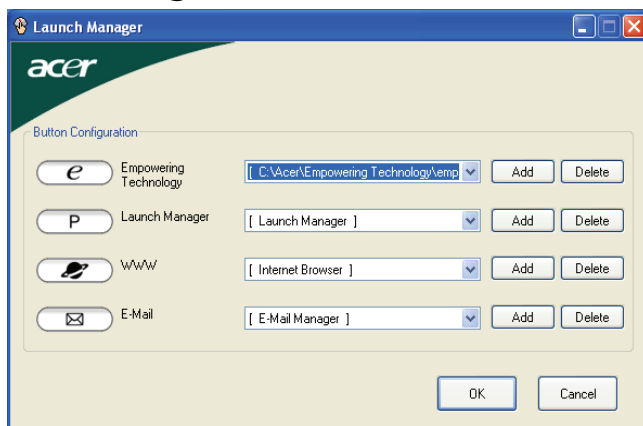 Launch Manager
acer
Button Configuration
e Empowering Technology [ C:\Acer\Empowering Technology\emp Add Delete
P Launch Manager [ Launch Manager ] Add Delete
WWW [ Internet Browser ] Add Delete
E-Mail [ E-Mail Manager ] Add Delete
OK Cancel